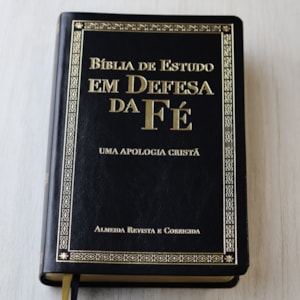 BÍBLIA DE ESTUDO
EM DEFESA
DA FÉ
UMA APOLOGIA CRISTÃ
ALMEIDA REVISTA E CORRIGIDA